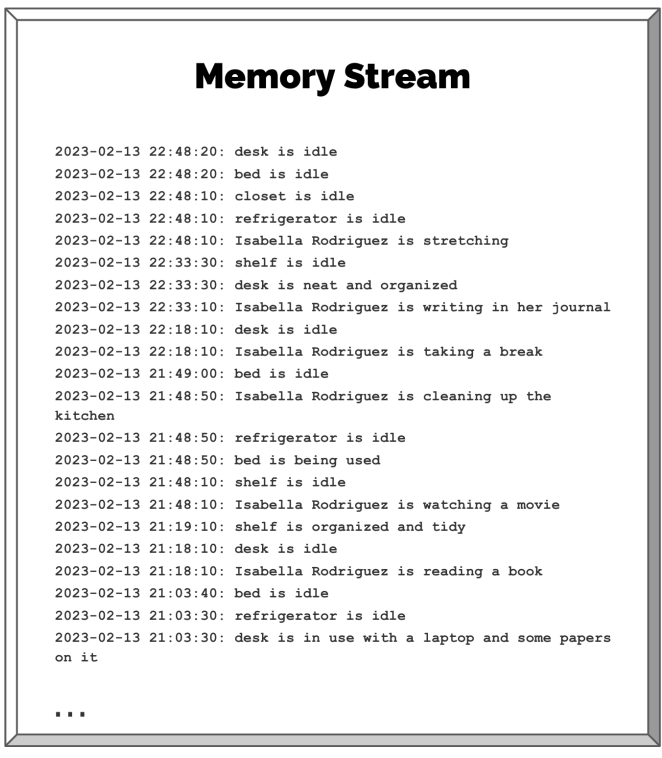 Memory Stream
2023-02-13 22:48:20: desk is idle
2023-02-13 22:48:20: bed is idle
2023-02-13 22:48:10: closet is idle
2023-02-13 22:48:10: refrigerator is idle
2023-02-13 22:48:10: Isabella Rodriguez is stretching
2023-02-13 22:33:30: shelf is idle
2023-02-13 22:33:30: desk is neat and organized
2023-02-13 22:33:10: Isabella Rodriguez is writing in her journal
2023-02-13 22:18:10: desk is idle
2023-02-13 22:18:10: Isabella Rodriguez is taking a break
2023-02-13 21:49:00: bed is idle
2023-02-13 21:48:50: Isabella Rodriguez is cleaning up the
kitchen
2023-02-13 21:48:50: refrigerator is idle
2023-02-13 21:48:50: bed is being used
2023-02-13 21:48:10: shelf is idle
2023-02-13 21:48:10: Isabella Rodriguez is watching a movie
2023-02-13 21:19:10: shelf is organized and tidy
2023-02-13 21:18:10: desk is idle
2023-02-13 21:18:10: Isabella Rodriguez is reading a book
2023-02-13 21:03:40: bed is idle
2023-02-13 21:03:30: refrigerator is idle
2023-02-13 21:03:30: desk is in use with a laptop and some papers
on it
...